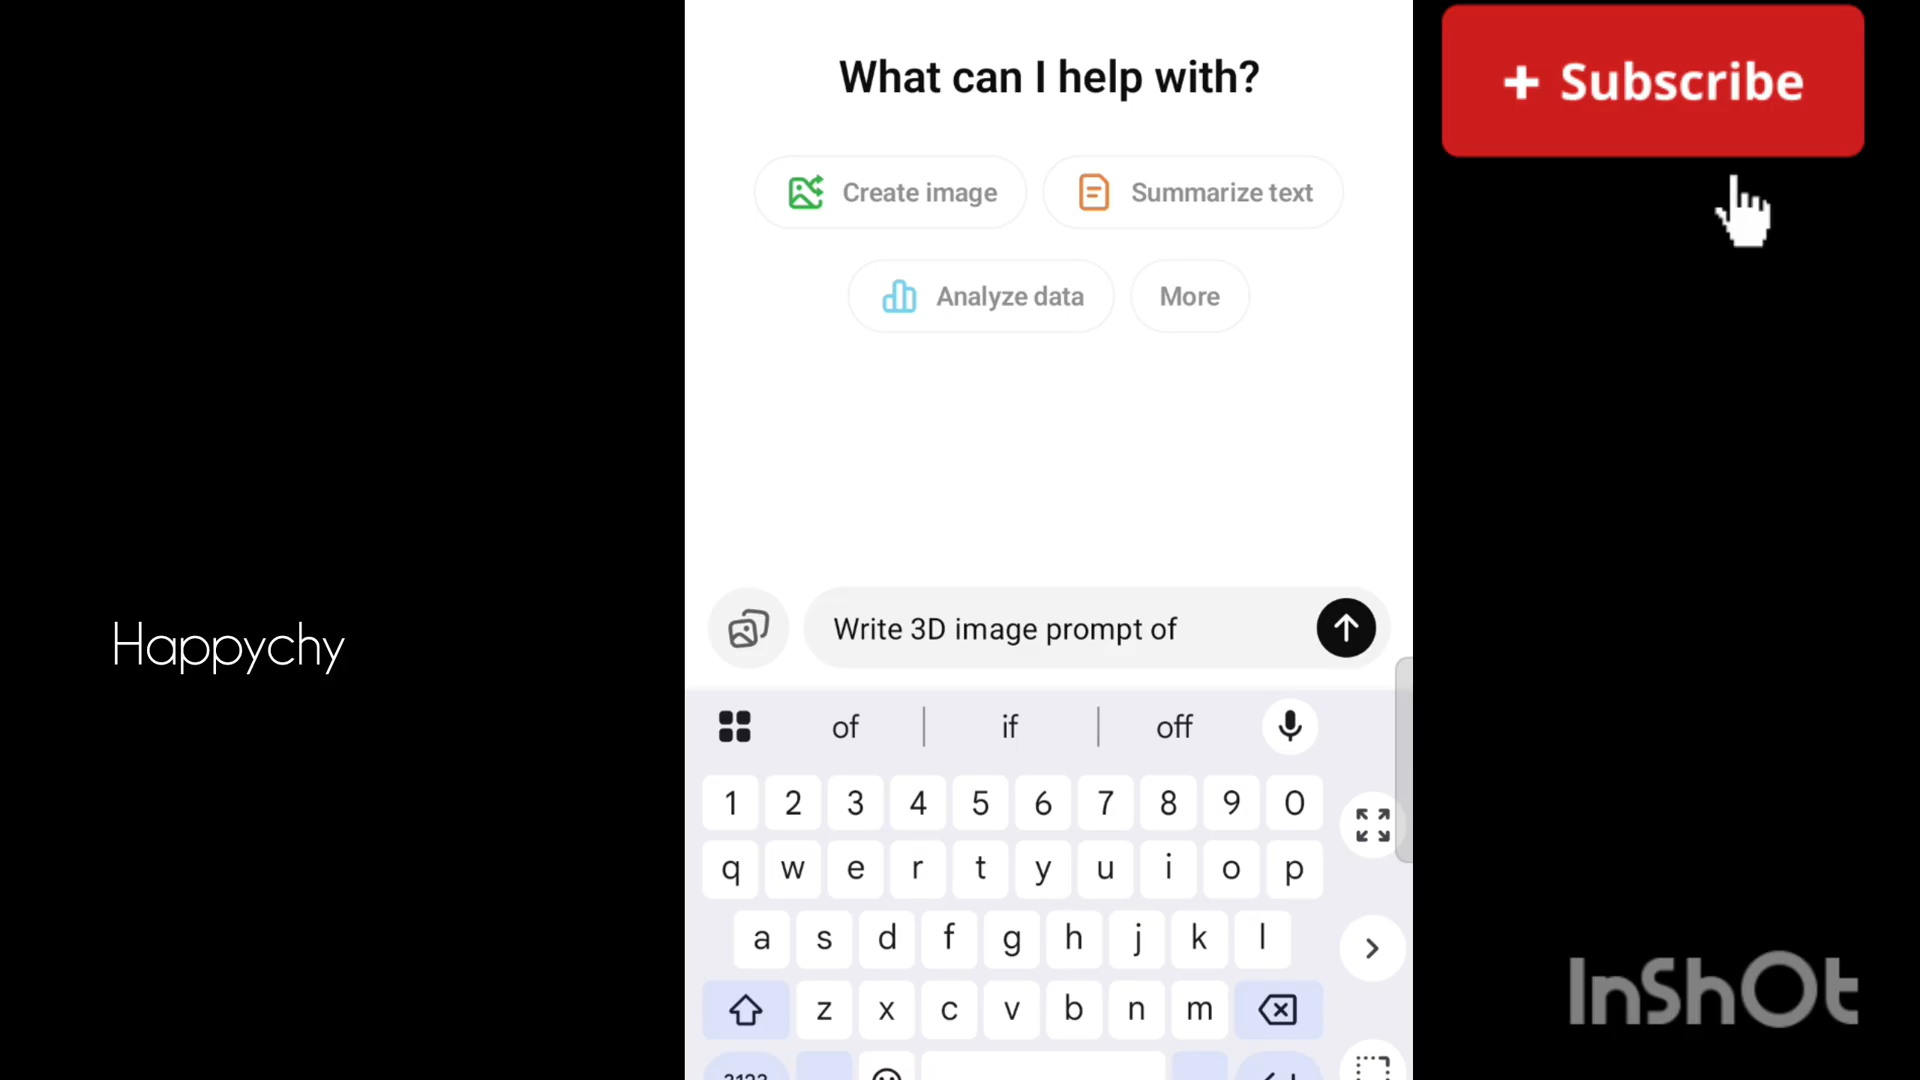 What can I help with?
+ Subscribe
Create image
Summarize text
Analyze data
More
Write 3D image prompt of
Happychy
of
if
off
1 2 3 4 5 6 7 8 9 0
q w e r t y u i o p
a s d f g h j k l
z x c v b n m
InShOt